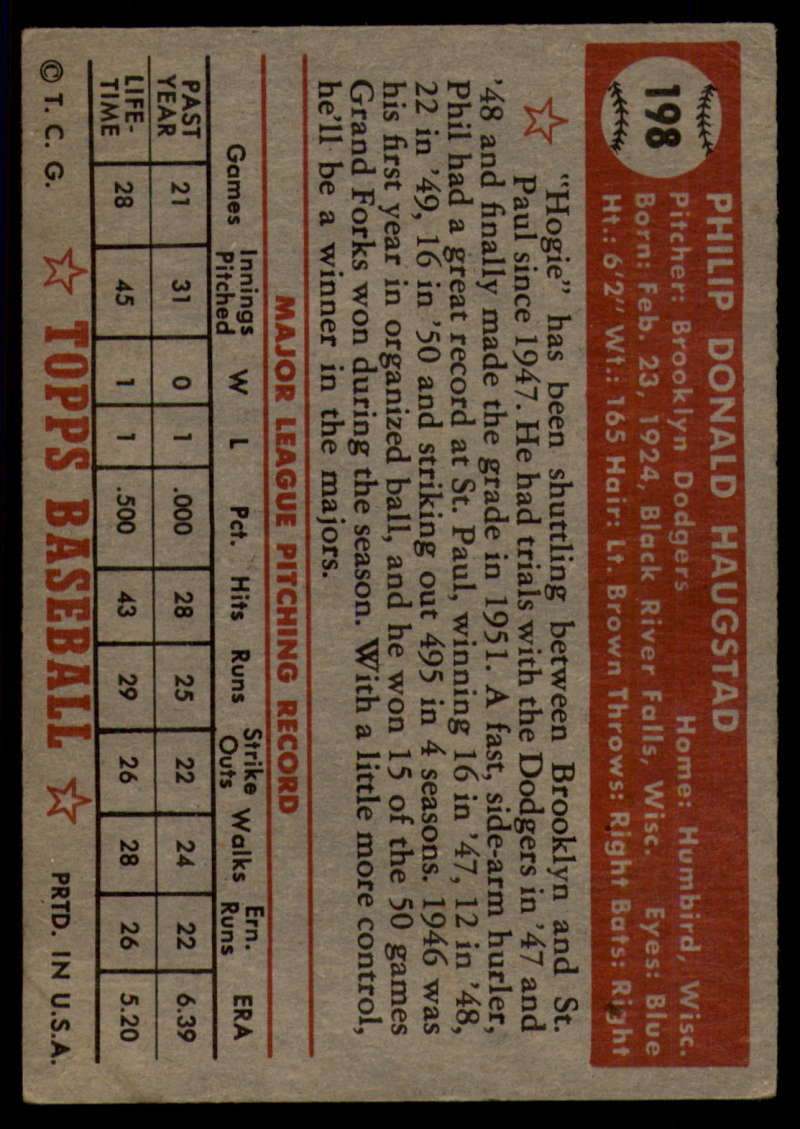 198
PHILIP DONALD HAUGSTAD
Pitcher: Brooklyn Dodgers Home: Humbird, Wisc.
Born: Feb. 23, 1924, Black River Falls, Wisc. Eyes: Blue
Ht.: 6'2" Wt.: 165 Hair: Lt. Brown Throws: Right Bats: Right
"Hogie" has been shuttling between Brooklyn and St.
Paul since 1947. He had trials with the Dodgers in '47 and
'48 and finally made the grade in 1951. A fast, side-arm hurler,
Phil had a great record at St. Paul, winning 16 in '47, 12 in '48,
22 in '49, 16 in '50 and striking out 495 in 4 seasons. 1946 was
his first year in organized ball, and he won 15 of the 50 games
Grand Forks won during the season. With a little more control,
he'll be a winner in the majors.
MAJOR LEAGUE PITCHING RECORD
Games Innings Pitched W L Pct. Hits Runs Strike Outs Walks Ern. Runs ERA
PAST YEAR 21 31 0 1 .000 28 25 22 24 22 6.39
LIFE-TIME 28 45 1 1 .500 43 29 26 28 26 5.20
© T. C. G. TOPPS BASEBALL PRTD. IN U.S.A.